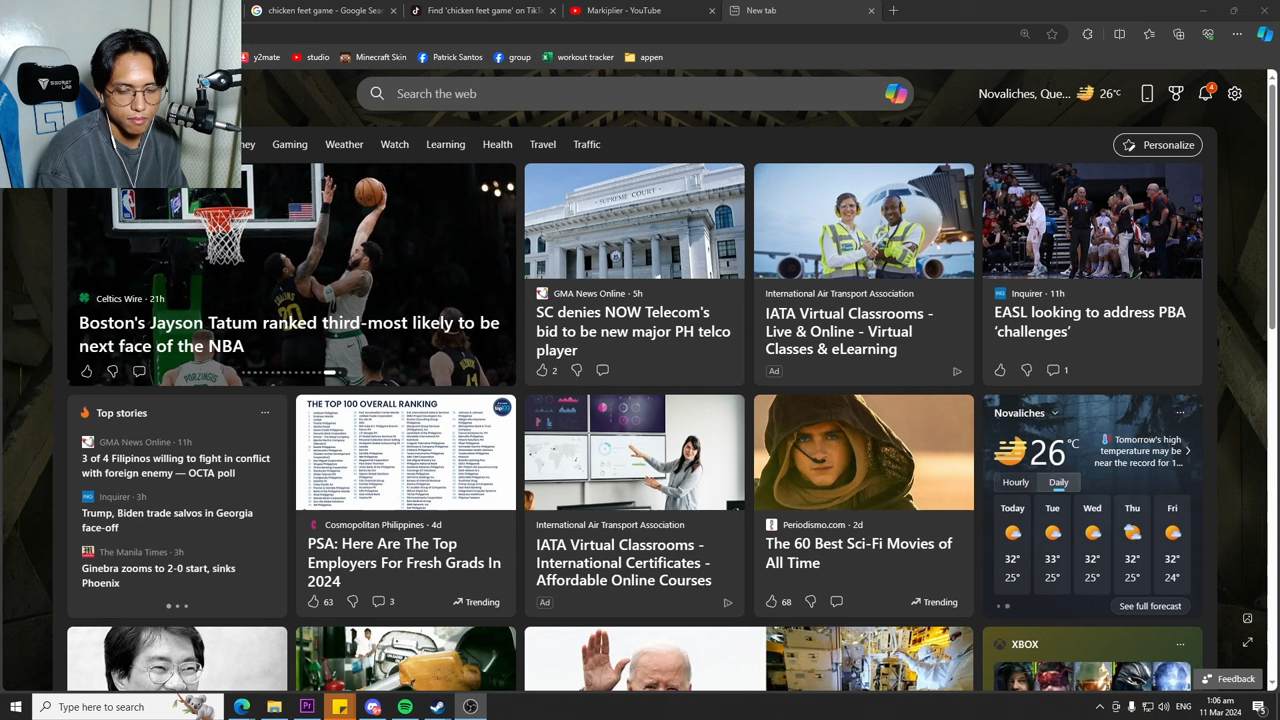 chicken feet game - Google Sear
Find 'chicken feet game' on TikT
Markiplier - YouTube
New tab
y2mate
studio
Minecraft Skin
Patrick Santos
group
workout tracker
appen
SECRET LAB
Search the web
Novaliches, Que...
26°C
4
ney
Gaming
Weather
Watch
Learning
Health
Travel
Traffic
Personalize
Celtics Wire · 21h
Boston's Jayson Tatum ranked third-most likely to be
next face of the NBA
PORZINGIS
SUPREME COURT
GMA News Online · 5h
SC denies NOW Telecom's
bid to be new major PH telco
player
2
International Air Transport Association
IATA Virtual Classrooms -
Live & Online - Virtual
Classes & eLearning
Ad
Inquirer · 11h
EASL looking to address PBA
‘challenges’
1
Top stories
GMA News Online · 11h
3 of 4 Filipinos willing to fight in conflict
with foreign enemy — OCTA poll
Inquirer · 3h
Trump, Biden trade salvos in Georgia
face-off
The Manila Times · 3h
Ginebra zooms to 2-0 start, sinks
Phoenix
THE TOP 100 OVERALL RANKING
Cosmopolitan Philippines · 4d
PSA: Here Are The Top
Employers For Fresh Grads In
2024
63
3
Trending
International Air Transport Association
IATA Virtual Classrooms -
International Certificates -
Affordable Online Courses
Ad
Periodismo.com · 2d
The 60 Best Sci-Fi Movies of
All Time
68
Trending
Novaliches
26°C
Daily
Today
Tue
Wed
Thu
Fri
32°
33°
32°
32°
32°
25°
25°
25°
25°
24°
See full forecast
XBOX
Feedback
Type here to search
Pr
ENG
1:06 am
11 Mar 2024
5